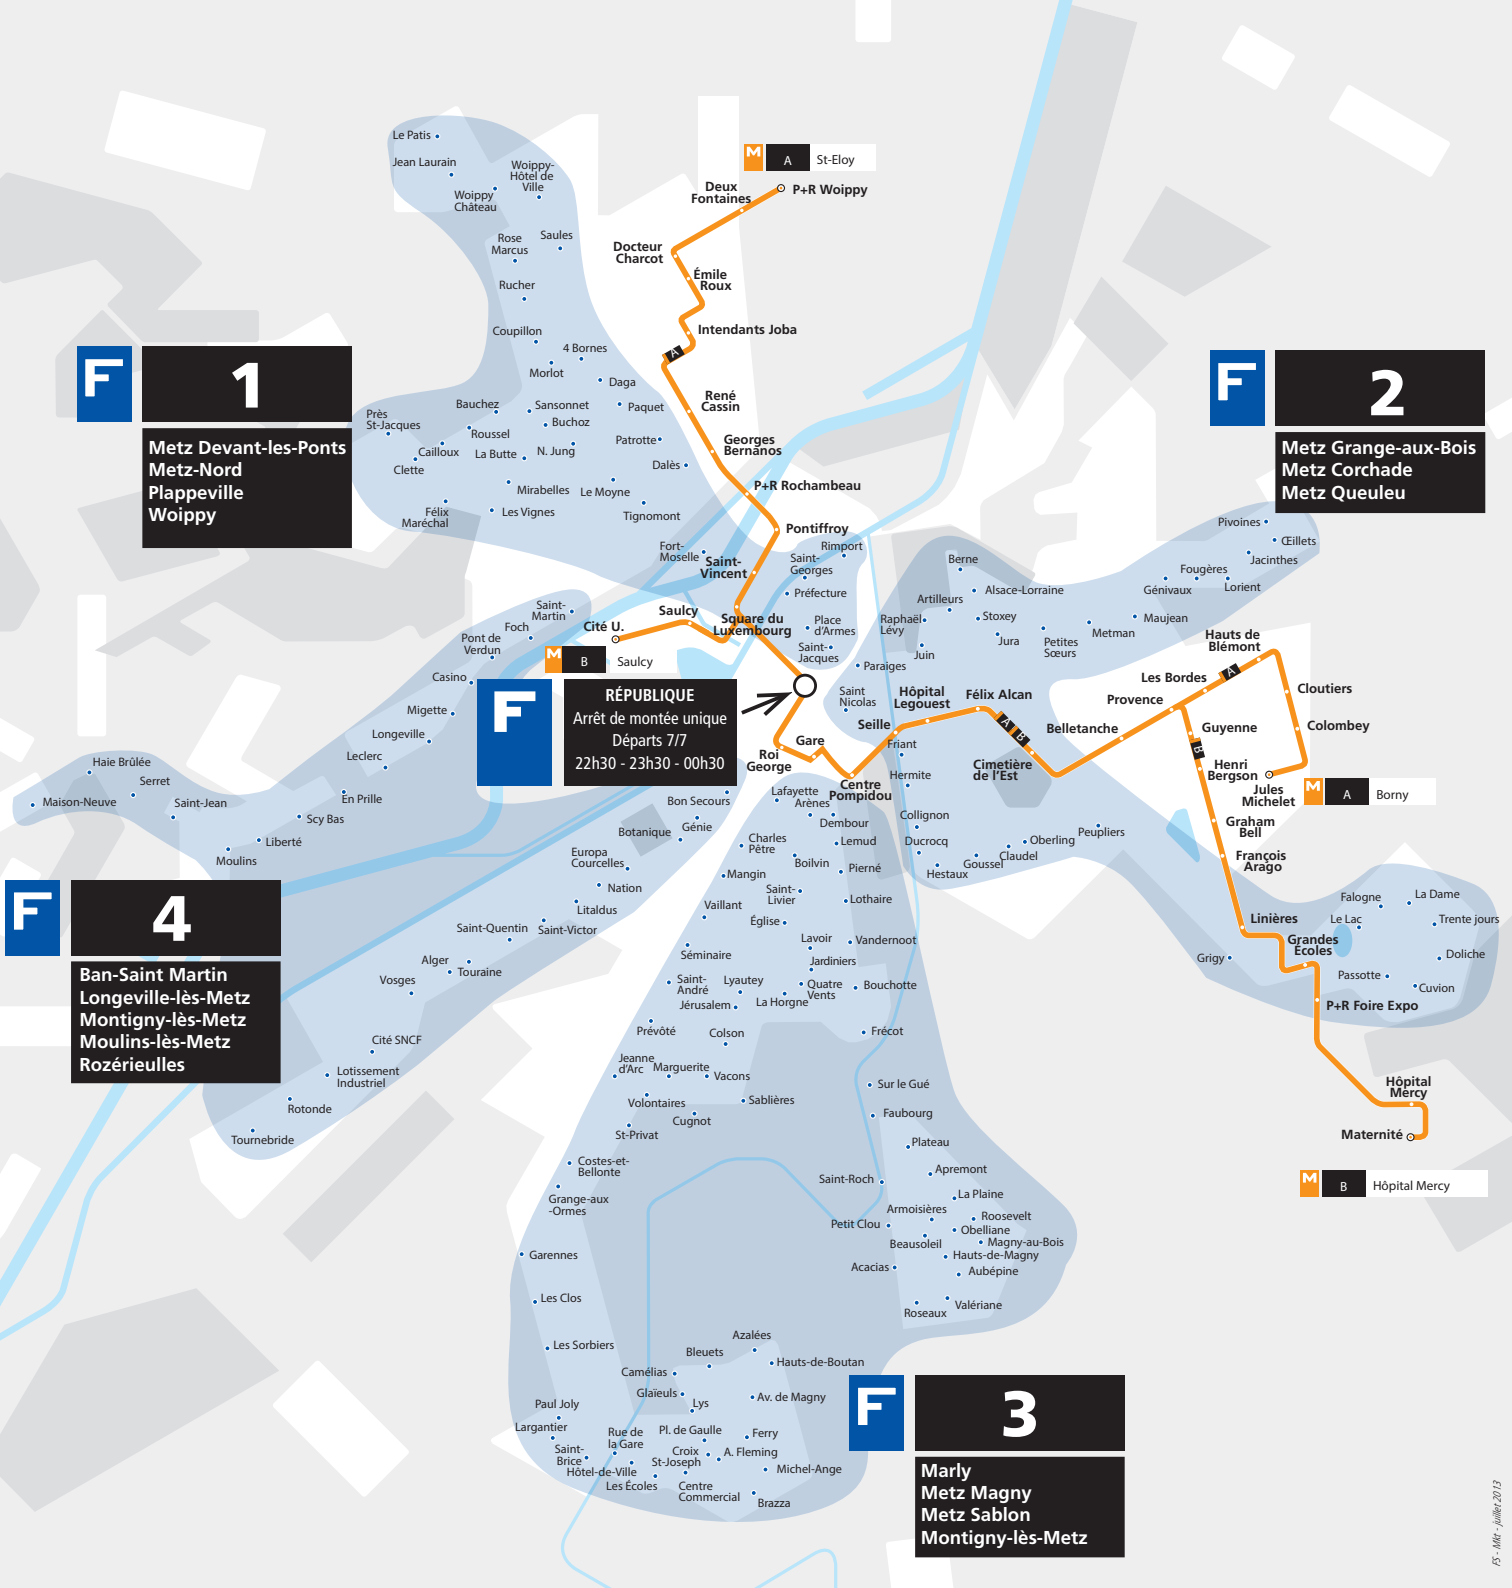 Le Patis
Jean Laurain
Woippy-
Hôtel de
Ville
Woippy
Château
Rose
Marcus
Saules
Rucher
Coupillon
4 Bornes
Morlot
Daga
Bauchez
Sansonnet
Paquet
Près
St-Jacques
Buchoz
Roussel
Cailloux
La Butte
N. Jung
Patrotte
Clette
Dalès
Mirabelles
Le Moyne
Félix
Maréchal
Les Vignes
Tignomont
Fort-
Moselle
M
A
St-Eloy
P+R Woippy
Deux
Fontaines
Docteur
Charcot
Émile
Roux
Intendants Joba
A
René
Cassin
Georges
Bernanos
P+R Rochambeau
Pontiffroy
Saint-
Vincent
Rimport
Saint-
Georges
Préfecture
Square du
Luxembourg
Place
d'Armes
Saint-
Jacques
Saulcy
Cité U.
M
B
Saulcy
F
1
Metz Devant-les-Ponts
Metz-Nord
Plappeville
Woippy
F
2
Metz Grange-aux-Bois
Metz Corchade
Metz Queuleu
Pivoines
Œillets
Jacinthes
Fougères
Génivaux
Lorient
Berne
Alsace-Lorraine
Artilleurs
Stoxey
Raphaël
Lévy
Jura
Juin
Petites
Sœurs
Metman
Maujean
Paraiges
Saint
Nicolas
Hôpital
Legouest
Félix Alcan
Seille
A
B
Cimetière
de l'Est
Belletanche
Provence
Les Bordes
A
Hauts de
Blémont
Cloutiers
Colombey
Guyenne
B
Henri
Bergson
Jules
Michelet
M
A
Borny
Graham
Bell
François
Arago
Linières
Grandes
Écoles
P+R Foire Expo
Hôpital
Mercy
Maternité
M
B
Hôpital Mercy
Falogne
La Dame
Le Lac
Trente jours
Grigy
Doliche
Passotte
Cuvion
Friant
Hermite
Collignon
Ducrocq
Hestaux
Goussel
Claudel
Oberling
Peupliers
F
RÉPUBLIQUE
Arrêt de montée unique
Départs 7/7
22h30 - 23h30 - 00h30
Roi
George
Gare
Centre
Pompidou
Saint-
Martin
Foch
Pont de
Verdun
Casino
Migette
Longeville
Leclerc
En Prille
Scy Bas
Liberté
Moulins
Haie Brûlée
Serret
Maison-Neuve
Saint-Jean
Bon Secours
Génie
Botanique
Europa
Courcelles
Nation
Litaldus
Saint-Quentin
Saint-Victor
Alger
Touraine
Vosges
Cité SNCF
Lotissement
Industriel
Rotonde
Tournebride
F
4
Ban-Saint Martin
Longeville-lès-Metz
Montigny-lès-Metz
Moulins-lès-Metz
Rozérieulles
Lafayette
Arènes
Dembour
Charles
Pêtre
Lemud
Boilvin
Pierné
Mangin
Saint-
Livier
Lothaire
Vaillant
Église
Lavoir
Vandernoot
Séminaire
Jardiniers
Saint-
André
Lyautey
Quatre
Vents
Bouchotte
Jérusalem
La Horgne
Prévôté
Colson
Frécot
Jeanne
d'Arc
Marguerite
Vacons
Sur le Gué
Volontaires
Sablières
Cugnot
Faubourg
St-Privat
Plateau
Costes-et-
Bellonte
Apremont
Saint-Roch
Grange-aux
-Ormes
La Plaine
Armoisières
Roosevelt
Petit Clou
Obelliane
Beausoleil
Magny-au-Bois
Hauts-de-Magny
Garennes
Acacias
Aubépine
Les Clos
Roseaux
Valériane
Les Sorbiers
Azalées
Bleuets
Hauts-de-Boutan
Camélias
Glaïeuls
Lys
Av. de Magny
Paul Joly
Largantier
Rue de
la Gare
Pl. de Gaulle
Ferry
Saint-
Brice
Croix
St-Joseph
A. Fleming
Hôtel-de-Ville
Michel-Ange
Les Écoles
Centre
Commercial
Brazza
F
3
Marly
Metz Magny
Metz Sablon
Montigny-lès-Metz
FS - Mkt - juillet 2013